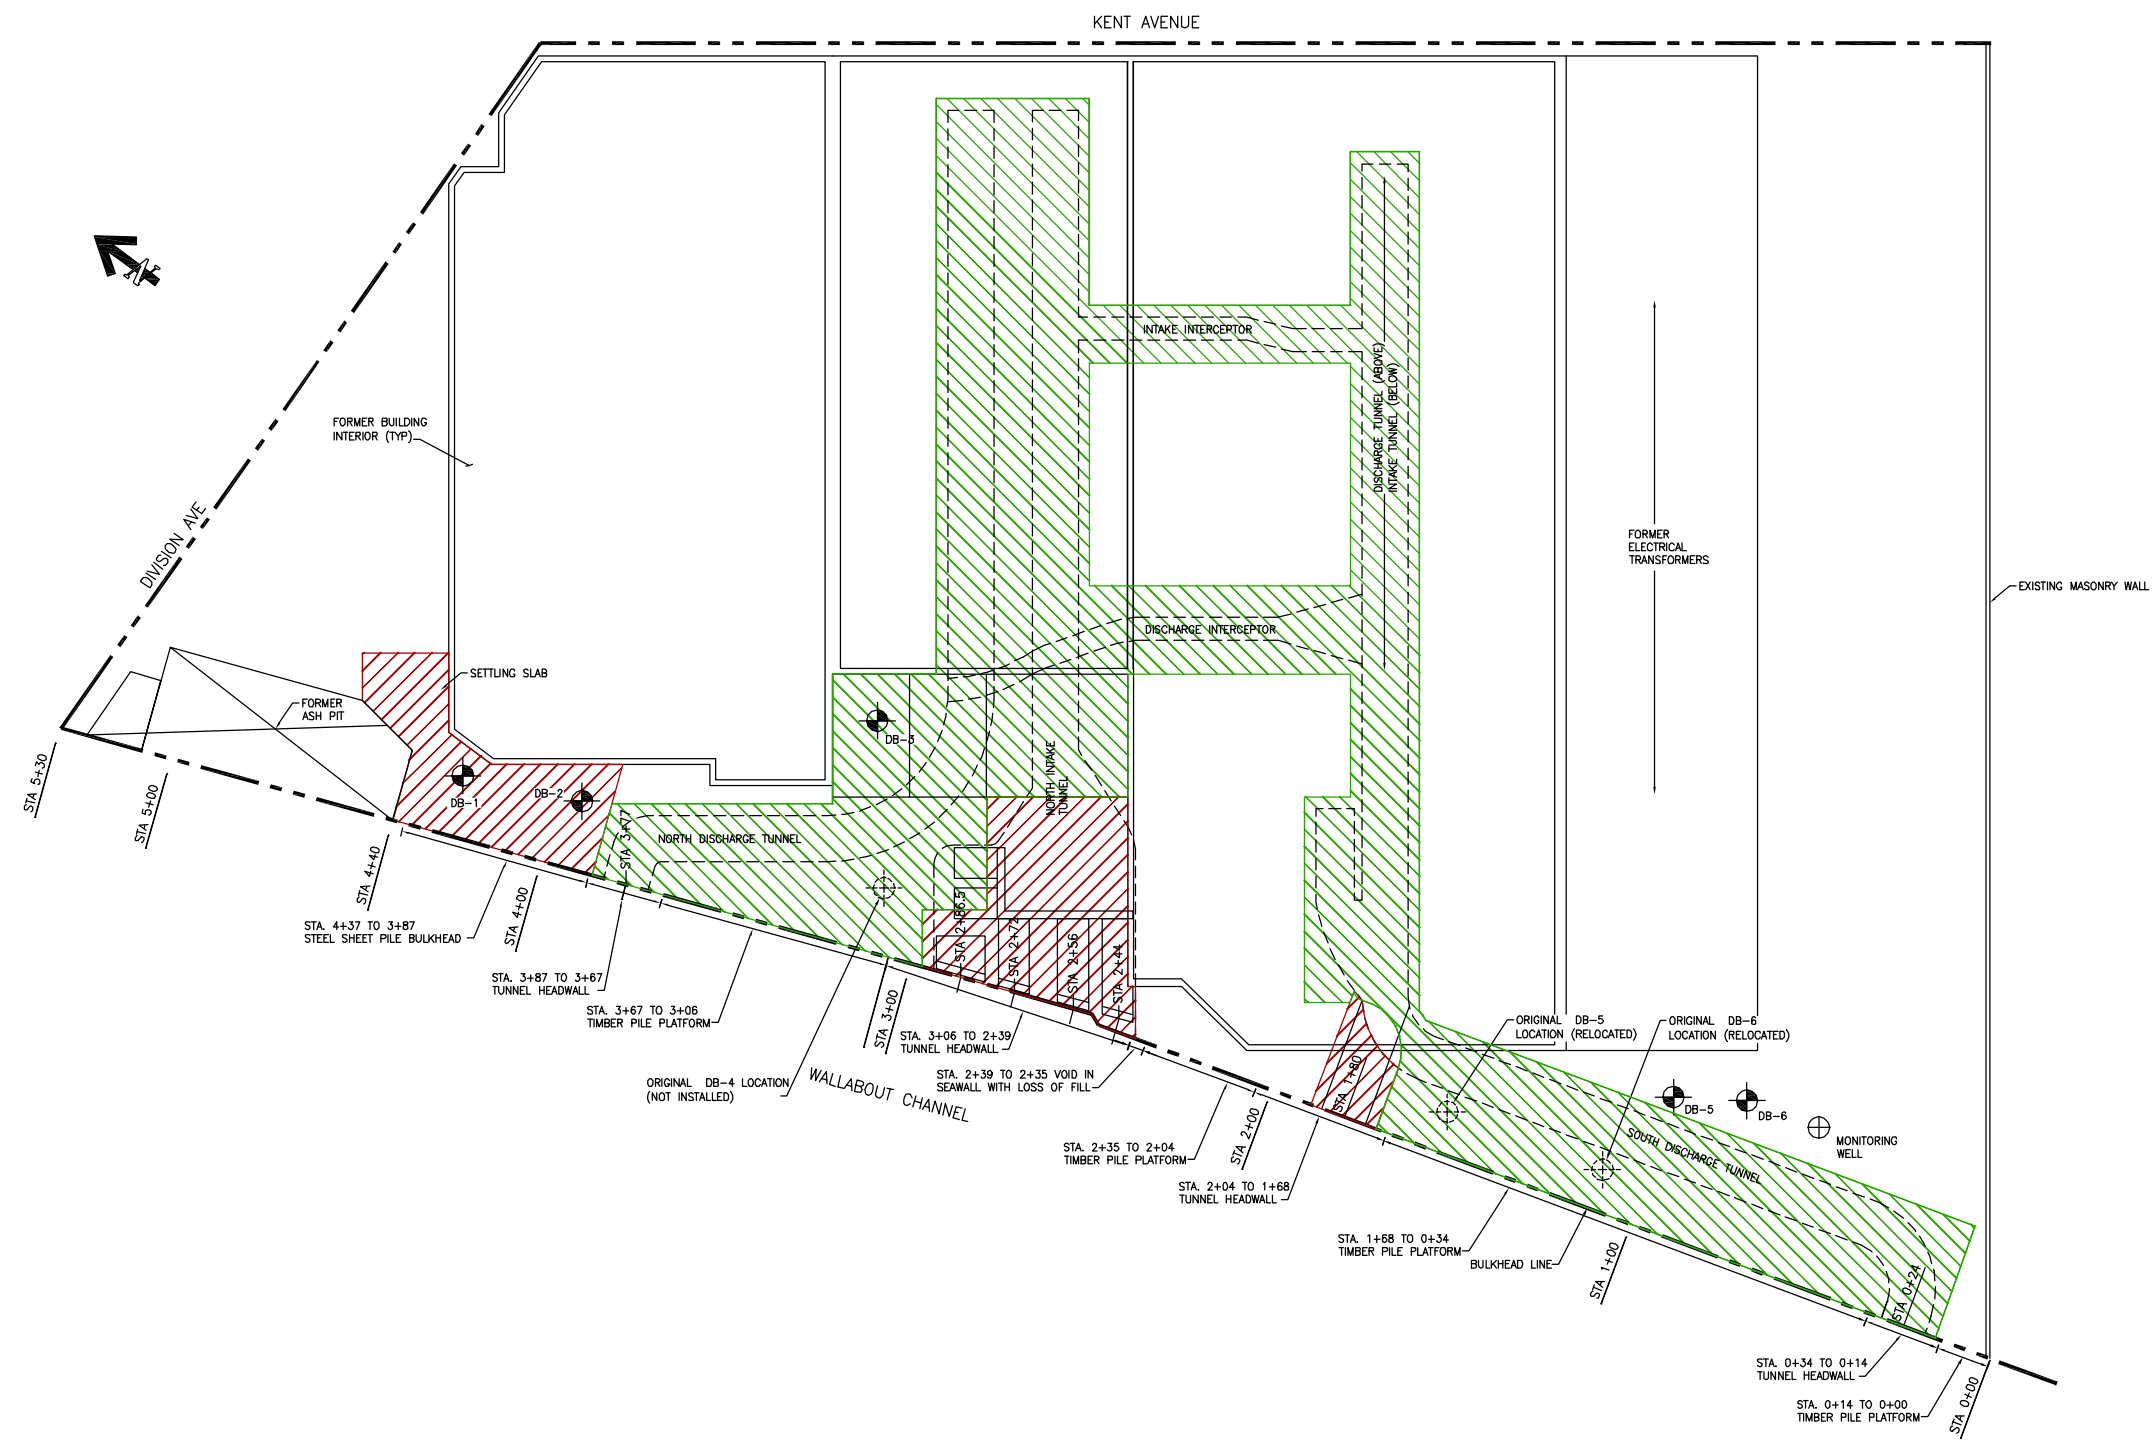 KENT AVENUE
N
INTAKE INTERCEPTOR
DISCHARGE TUNNEL (ABOVE)
INTAKE TUNNEL (BELOW)
FORMER BUILDING
INTERIOR (TYP)
DIVISION AVE
FORMER
ELECTRICAL
TRANSFORMERS
EXISTING MASONRY WALL
DISCHARGE INTERCEPTOR
SETTLING SLAB
FORMER
ASH PIT
DB-3
NORTH INTAKE
TUNNEL
STA 5+30
STA 5+00
DB-1
DB-2
STA 3+77
NORTH DISCHARGE TUNNEL
STA 4+40
STA 4+00
STA. 4+37 TO 3+87
STEEL SHEET PILE BULKHEAD
STA 2+86.5
STA 2+72
STA 2+56
STA 2+44
STA. 3+87 TO 3+67
TUNNEL HEADWALL
STA. 3+67 TO 3+06
TIMBER PILE PLATFORM
STA 3+00
STA. 3+06 TO 2+39
TUNNEL HEADWALL
ORIGINAL DB-5
LOCATION (RELOCATED)
ORIGINAL DB-6
LOCATION (RELOCATED)
ORIGINAL DB-4 LOCATION
(NOT INSTALLED)
WALLABOUT CHANNEL
STA. 2+39 TO 2+35 VOID IN
SEAWALL WITH LOSS OF FILL
STA 1+80
DB-5
DB-6
MONITORING
WELL
STA. 2+35 TO 2+04
TIMBER PILE PLATFORM
STA 2+00
SOUTH DISCHARGE TUNNEL
STA. 2+04 TO 1+68
TUNNEL HEADWALL
STA. 1+68 TO 0+34
TIMBER PILE PLATFORM
BULKHEAD LINE
STA 1+00
STA 0+24
STA. 0+34 TO 0+14
TUNNEL HEADWALL
STA. 0+14 TO 0+00
TIMBER PILE PLATFORM
STA 0+00